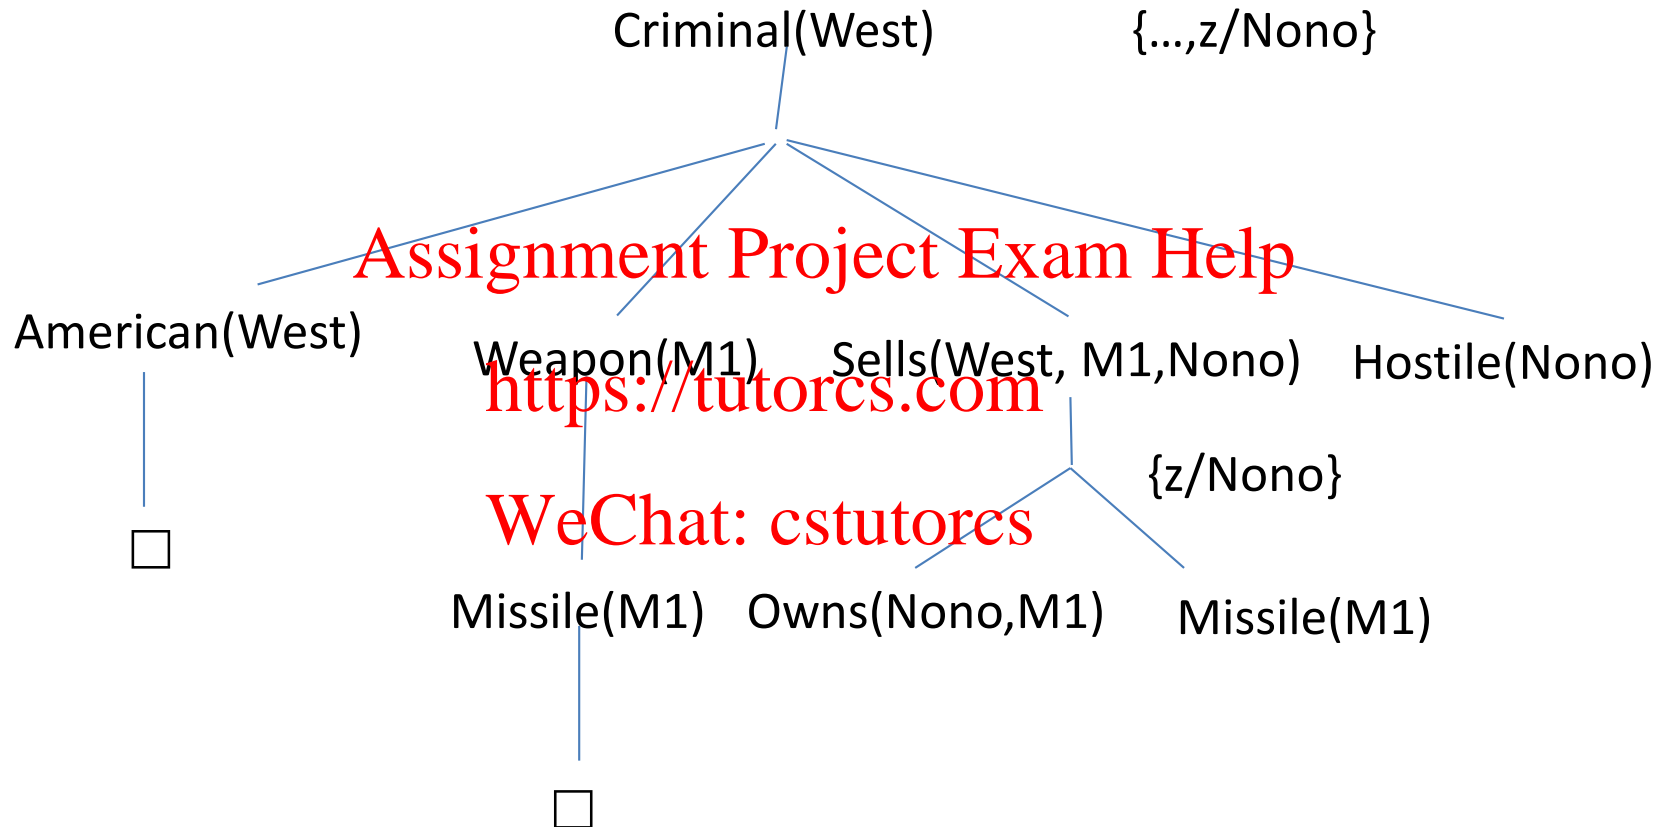 Criminal(West) {...,z/Nono}
Assignment Project Exam Help
American(West) Weapon(M1) Sells(West, M1,Nono) Hostile(Nono)
https://tutorcs.com
{z/Nono}
WeChat: cstutorcs
Missile(M1) Owns(Nono,M1) Missile(M1)